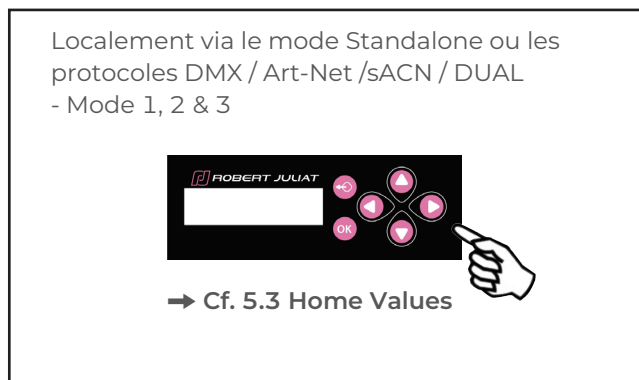 Localement via le mode Standalone ou les
protocoles DMX / Art-Net /sACN / DUAL
- Mode 1, 2 & 3
ROBERT JULIAT
OK
➞ Cf. 5.3 Home Values